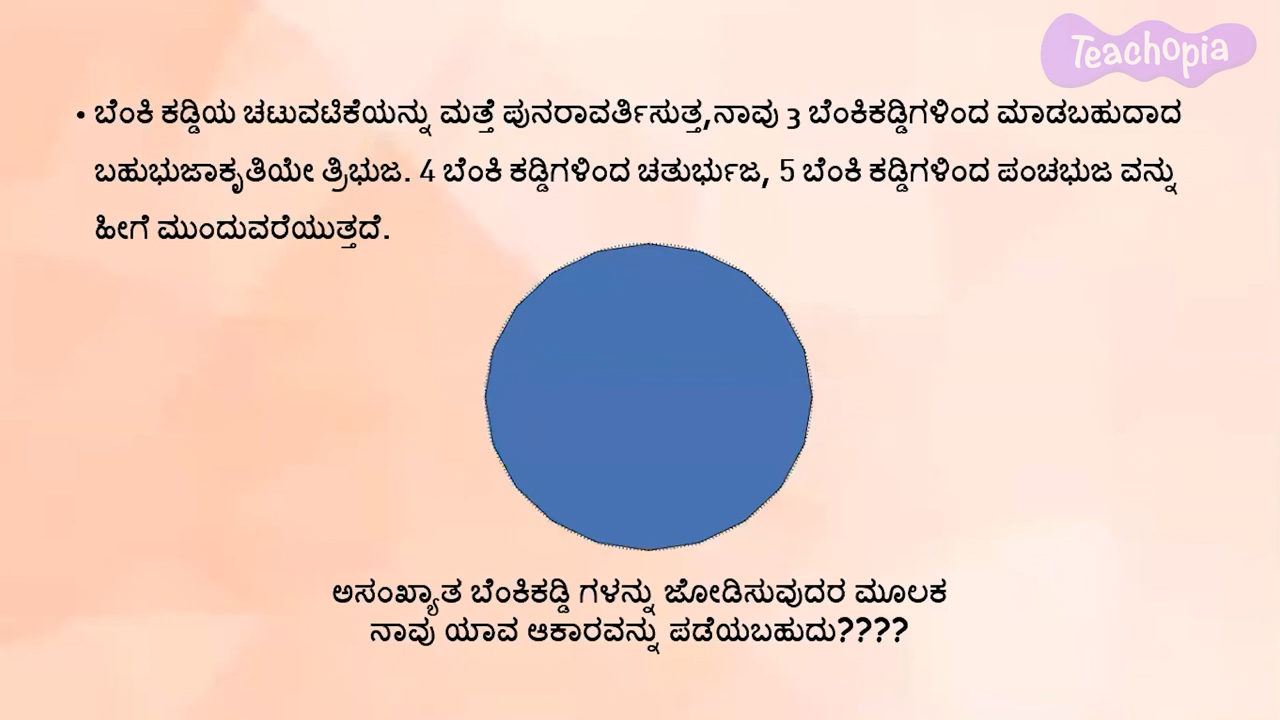 Teachopia
• ಬೆಂಕಿ ಕಡ್ಡಿಯ ಚಟುವಟಿಕೆಯನ್ನು ಮತ್ತೆ ಪುನರಾವರ್ತಿಸುತ್ತ,ನಾವು 3 ಬೆಂಕಿಕಡ್ಡಿಗಳಿಂದ ಮಾಡಬಹುದಾದ
ಬಹುಭುಜಾಕೃತಿಯೇ ತ್ರಿಭುಜ. 4 ಬೆಂಕಿ ಕಡ್ಡಿಗಳಿಂದ ಚತುರ್ಭುಜ, 5 ಬೆಂಕಿ ಕಡ್ಡಿಗಳಿಂದ ಪಂಚಭುಜ ವನ್ನು
ಹೀಗೆ ಮುಂದುವರೆಯುತ್ತದೆ.
ಅಸಂಖ್ಯಾತ ಬೆಂಕಿಕಡ್ಡಿ ಗಳನ್ನು ಜೋಡಿಸುವುದರ ಮೂಲಕ
ನಾವು ಯಾವ ಆಕಾರವನ್ನು ಪಡೆಯಬಹುದು????